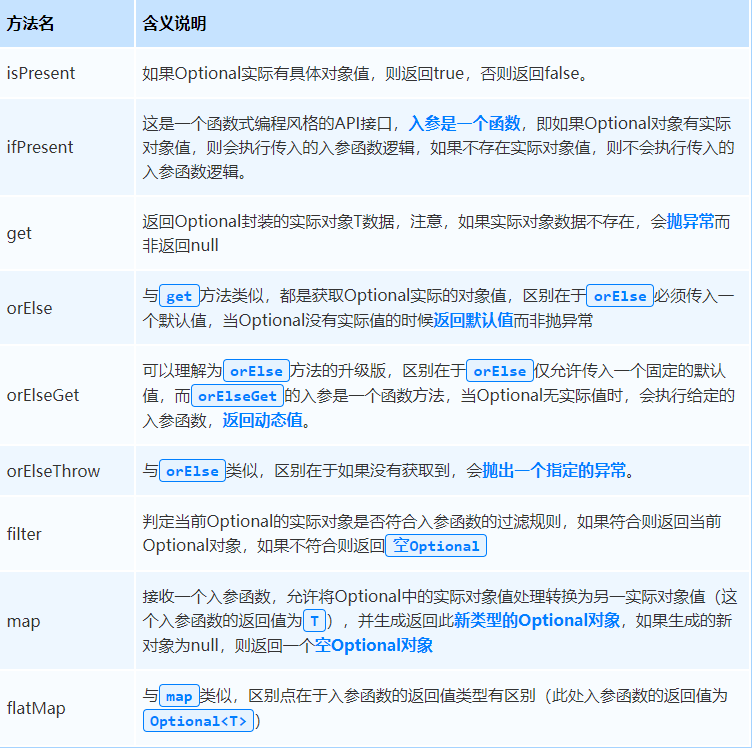 方法名 含义说明
isPresent 如果Optional实际有具体对象值，则返回true，否则返回false。
ifPresent
这是一个函数式编程风格的API接口，入参是一个函数，即如果Optional对象有实际
对象值，则会执行传入的入参函数逻辑，如果不存在实际对象值，则不会执行传入的
入参函数逻辑。
get
返回Optional封装的实际对象T数据，注意，如果实际对象数据不存在，会抛异常而
非返回null
orElse
与get方法类似，都是获取Optional实际的对象值，区别在于orElse必须传入一
个默认值，当Optional没有实际值的时候返回默认值而非抛异常
orElseGet
可以理解为orElse方法的升级版，区别在于orElse仅允许传入一个固定的默认
值，而orElseGet的入参是一个函数方法，当Optional无实际值时，会执行给定的
入参函数，返回动态值。
orElseThrow 与orElse类似，区别在于如果没有获取到，会抛出一个指定的异常。
filter
判定当前Optional的实际对象是否符合入参函数的过滤规则，如果符合则返回当前
Optional对象，如果不符合则返回空Optional
map
接收一个入参函数，允许将Optional中的实际对象值处理转换为另一实际对象值（这
个入参函数的返回值为T），并生成返回此新类型的Optional对象，如果生成的新
对象为null，则返回一个空Optional对象
flatMap
与map类似，区别点在于入参函数的返回值类型有区别（此处入参函数的返回值为
Optional<T>）